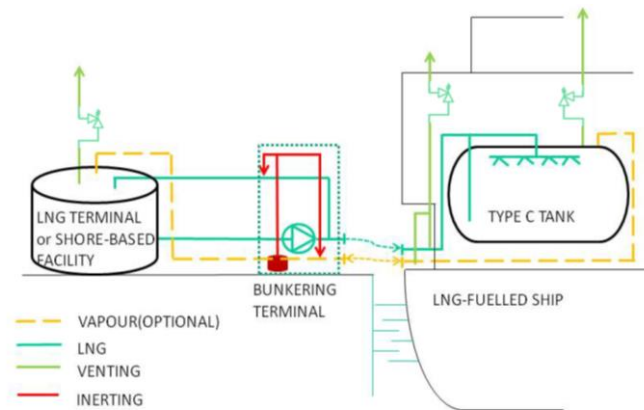 LNG TERMINAL
or SHORE-BASED
FACILITY
TYPE C TANK
BUNKERING
TERMINAL
LNG-FUELLED SHIP
VAPOUR(OPTIONAL)
LNG
VENTING
INERTING